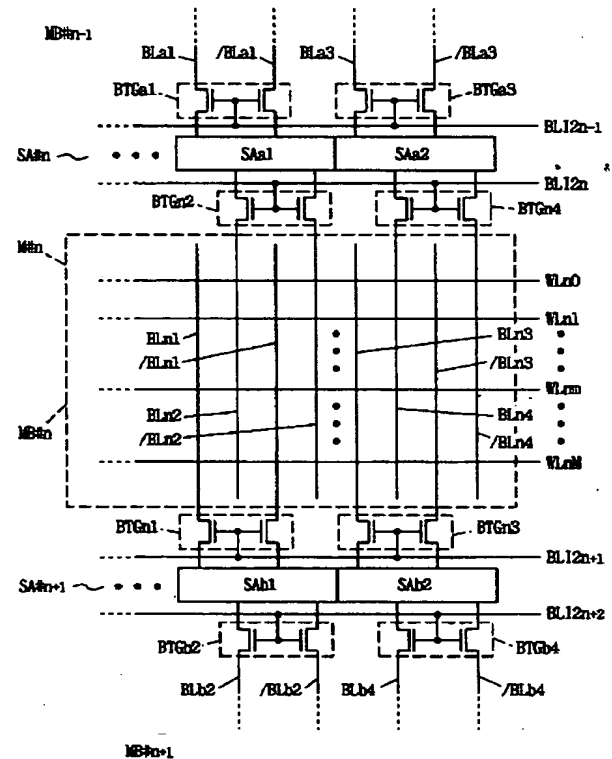 MB#n-1
BLa1 /BLa1 BLa3 /BLa3
BTGa1 BTGa3
BLI2n-1
SA#n SAa1 SAa2
BLI2n
BTGn2 BTGn4
M#n
WLn0
WLn1
BLn1 BLn3
/BLn1 /BLn3
WLnm
BLn2 BLn4
/BLn2 /BLn4
MB#n
WLnM
BTGn1 BTGn3
BLI2n+1
SA#n+1 SAb1 SAb2
BLI2n+2
BTGb2 BTGb4
BLb2 /BLb2 BLb4 /BLb4
MB#n+1